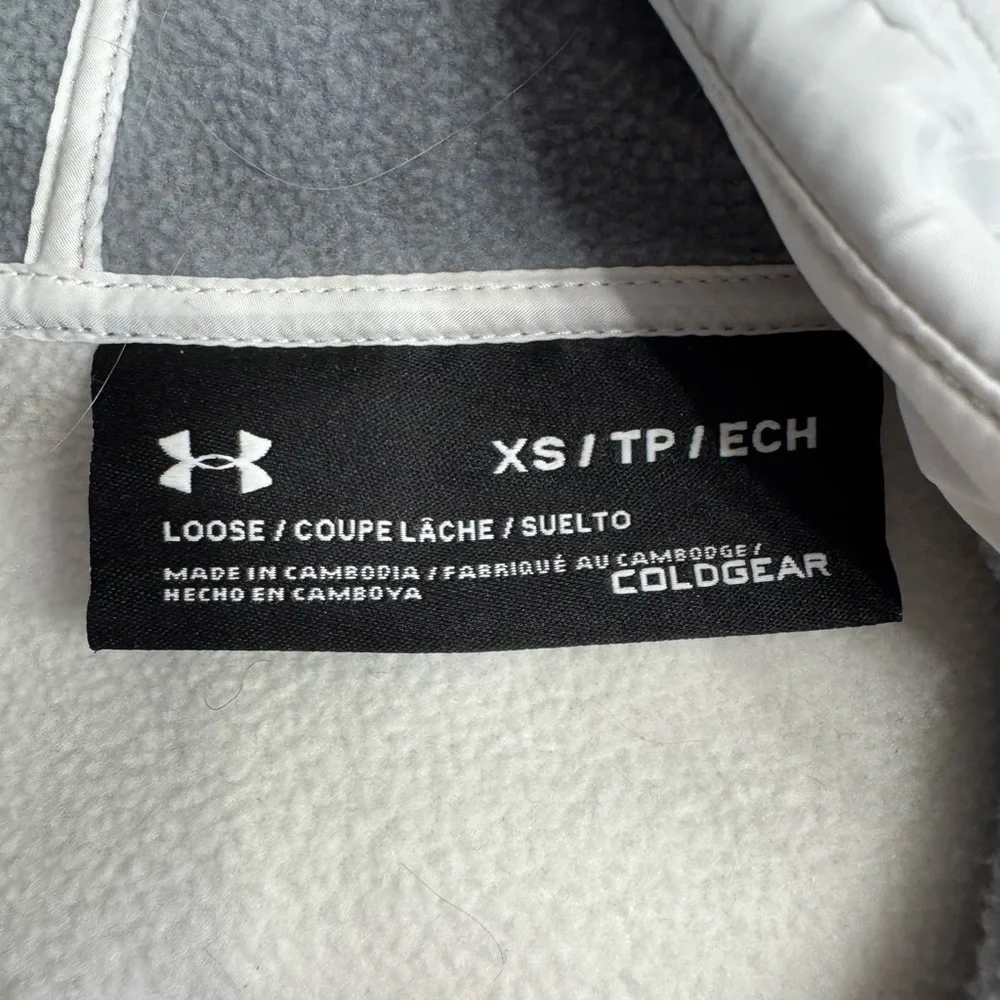 XS / TP / ECH
LOOSE / COUPE LÂCHE / SUELTO
MADE IN CAMBODIA / FABRIQUÉ AU CAMBODGE /
HECHO EN CAMBOYA
COLDGEAR